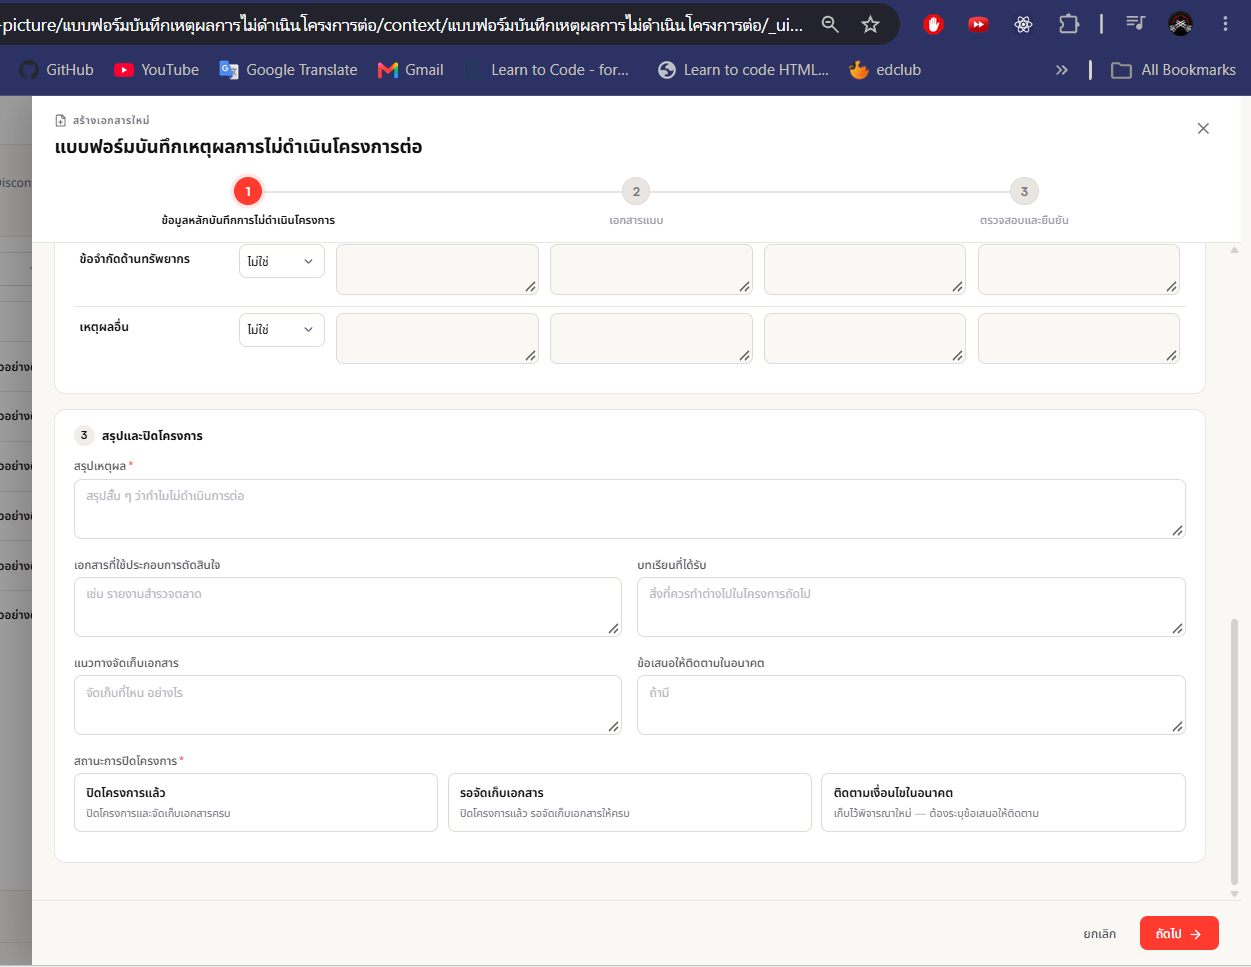 -picture/แบบฟอร์มบันทึกเหตุผลการไม่ดำเนินโครงการต่อ/context/แบบฟอร์มบันทึกเหตุผลการไม่ดำเนินโครงการต่อ/_ui...
GitHub YouTube Google Translate Gmail Learn to Code - for... Learn to code HTML... edclub » All Bookmarks
สร้างเอกสารใหม่
แบบฟอร์มบันทึกเหตุผลการไม่ดำเนินโครงการต่อ
1 2 3
ข้อมูลหลักบันทึกการไม่ดำเนินโครงการ เอกสารแนบ ตรวจสอบและยืนยัน
ข้อจำกัดด้านทรัพยากร ไม่ใช่
เหตุผลอื่น ไม่ใช่
3 สรุปและปิดโครงการ
สรุปเหตุผล *
สรุปสั้น ๆ ว่าทำไมไม่ดำเนินการต่อ
เอกสารที่ใช้ประกอบการตัดสินใจ บทเรียนที่ได้รับ
เช่น รายงานสำรวจตลาด สิ่งที่ควรทำต่างไปในโครงการถัดไป
แนวทางจัดเก็บเอกสาร ข้อเสนอให้ติดตามในอนาคต
จัดเก็บที่ไหน อย่างไร ถ้ามี
สถานะการปิดโครงการ *
ปิดโครงการแล้ว รอจัดเก็บเอกสาร ติดตามเงื่อนไขในอนาคต
ปิดโครงการและจัดเก็บเอกสารครบ ปิดโครงการแล้ว รอจัดเก็บเอกสารให้ครบ เก็บไว้พิจารณาใหม่ — ต้องระบุข้อเสนอให้ติดตาม
ยกเลิก ถัดไป →